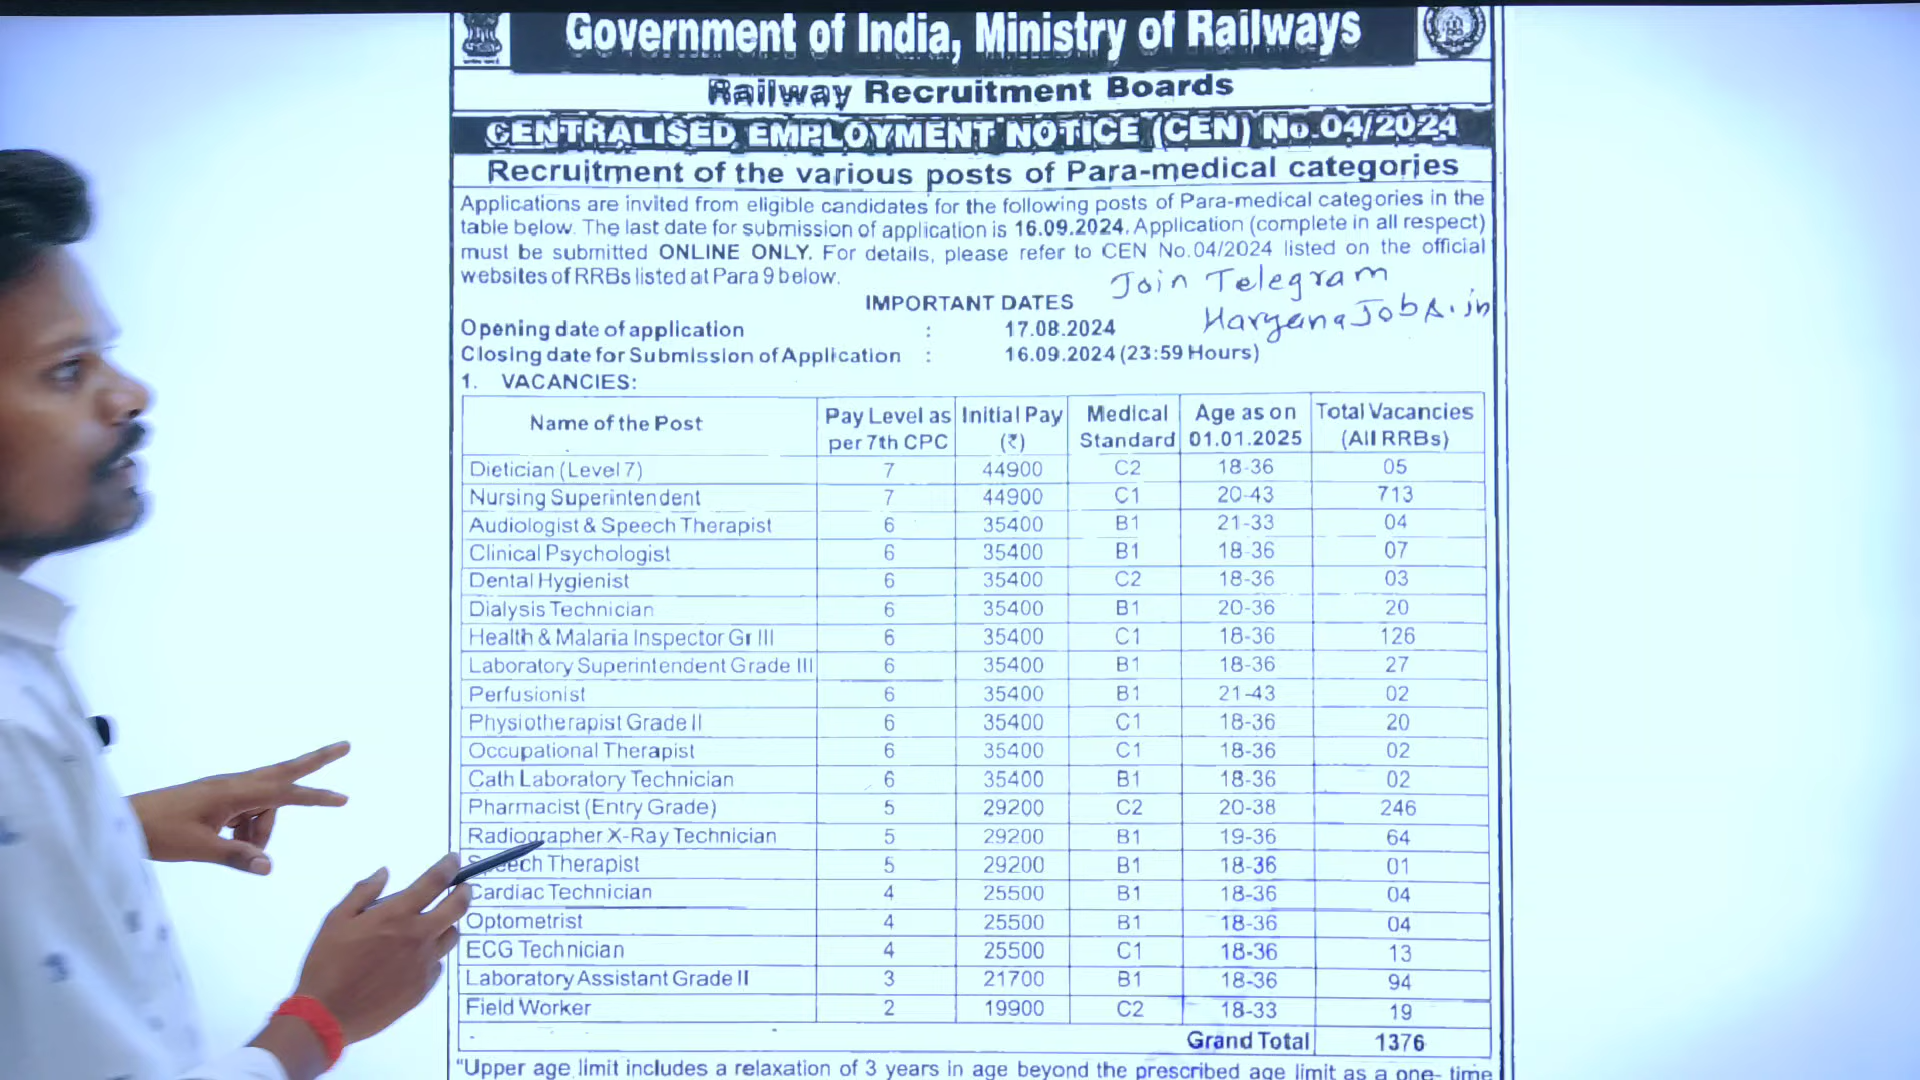 Government of India, Ministry of Railways
Railway Recruitment Boards
CENTRALISED EMPLOYMENT NOTICE (CEN) No.04/2024
Recruitment of the various posts of Para-medical categories
Applications are invited from eligible candidates for the following posts of Para-medical categories in the
table below. The last date for submission of application is 16.09.2024. Application (complete in all respect)
must be submitted ONLINE ONLY. For details, please refer to CEN No.04/2024 listed on the official
websites of RRBs listed at Para 9 below.
Join Telegram
HaryanaJobs.in
IMPORTANT DATES
Opening date of application : 17.08.2024
Closing date for Submission of Application : 16.09.2024 (23:59 Hours)
1. VACANCIES:
Name of the Post Pay Level as per 7th CPC Initial Pay (₹) Medical Standard Age as on 01.01.2025 Total Vacancies (All RRBs)
Dietician (Level 7) 7 44900 C2 18-36 05
Nursing Superintendent 7 44900 C1 20-43 713
Audiologist & Speech Therapist 6 35400 B1 21-33 04
Clinical Psychologist 6 35400 B1 18-36 07
Dental Hygienist 6 35400 C2 18-36 03
Dialysis Technician 6 35400 B1 20-36 20
Health & Malaria Inspector Gr III 6 35400 C1 18-36 126
Laboratory Superintendent Grade III 6 35400 B1 18-36 27
Perfusionist 6 35400 B1 21-43 02
Physiotherapist Grade II 6 35400 C1 18-36 20
Occupational Therapist 6 35400 C1 18-36 02
Cath Laboratory Technician 6 35400 B1 18-36 02
Pharmacist (Entry Grade) 5 29200 C2 20-38 246
Radiographer X-Ray Technician 5 29200 B1 19-36 64
Speech Therapist 5 29200 B1 18-36 01
Cardiac Technician 4 25500 B1 18-36 04
Optometrist 4 25500 B1 18-36 04
ECG Technician 4 25500 C1 18-36 13
Laboratory Assistant Grade II 3 21700 B1 18-36 94
Field Worker 2 19900 C2 18-33 19
Grand Total 1376
"Upper age limit includes a relaxation of 3 years in age beyond the prescribed age limit as a one- time